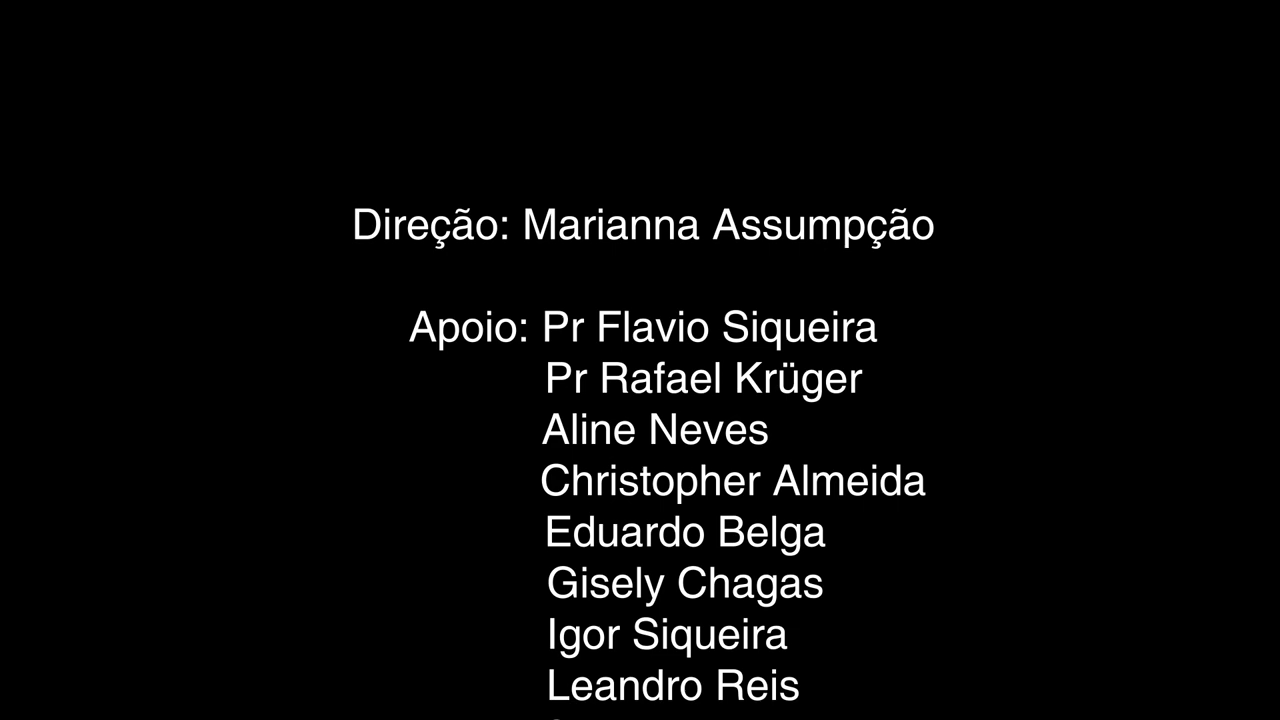 Direção: Marianna Assumpção
Apoio: Pr Flavio Siqueira
Pr Rafael Krüger
Aline Neves
Christopher Almeida
Eduardo Belga
Gisely Chagas
Igor Siqueira
Leandro Reis